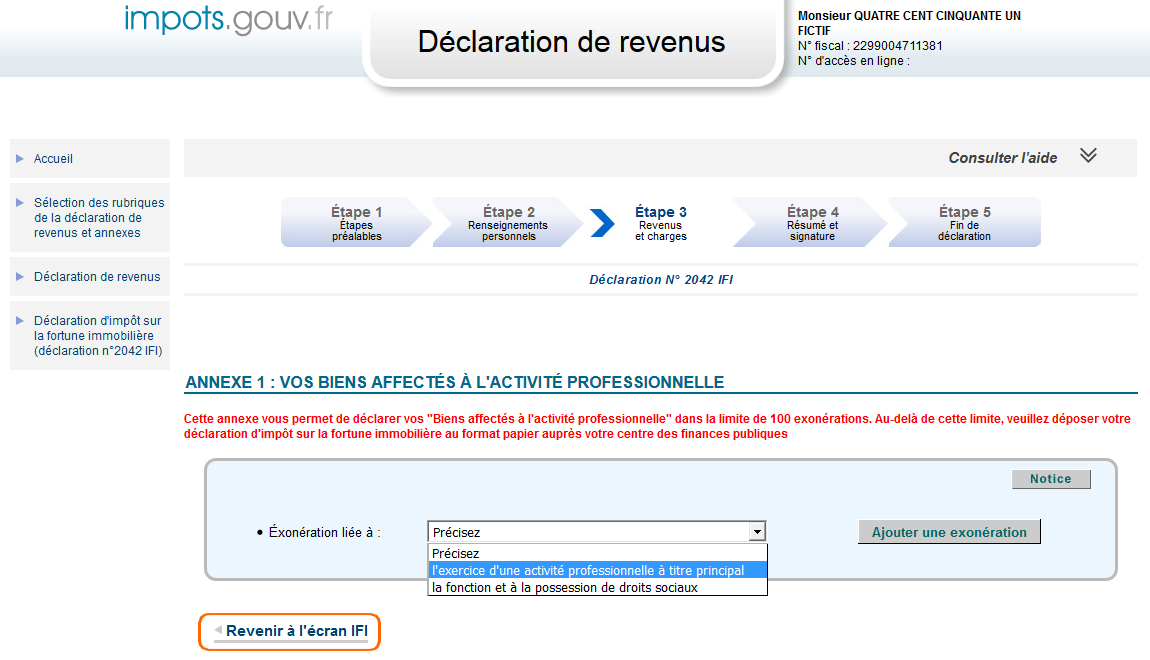 impots.gouv.fr
Déclaration de revenus
Monsieur QUATRE CENT CINQUANTE UN
FICTIF
N° fiscal : 2299004711381
N° d'accès en ligne :
Accueil
Sélection des rubriques
de la déclaration de
revenus et annexes
Déclaration de revenus
Déclaration d'impôt sur
la fortune immobilière
(déclaration n°2042 IFI)
Consulter l'aide
Étape 1
Étapes
préalables
Étape 2
Renseignements
personnels
Étape 3
Revenus
et charges
Étape 4
Résumé et
signature
Étape 5
Fin de
déclaration
Déclaration N° 2042 IFI
ANNEXE 1 : VOS BIENS AFFECTÉS À L'ACTIVITÉ PROFESSIONNELLE
Cette annexe vous permet de déclarer vos "Biens affectés à l'activité professionnelle" dans la limite de 100 exonérations. Au-delà de cette limite, veuillez déposer votre
déclaration d'impôt sur la fortune immobilière au format papier auprès votre centre des finances publiques
Notice
• Éxonération liée à :
Précisez
Ajouter une exonération
Précisez
l'exercice d'une activité professionnelle à titre principal
la fonction et à la possession de droits sociaux
Revenir à l'écran IFI